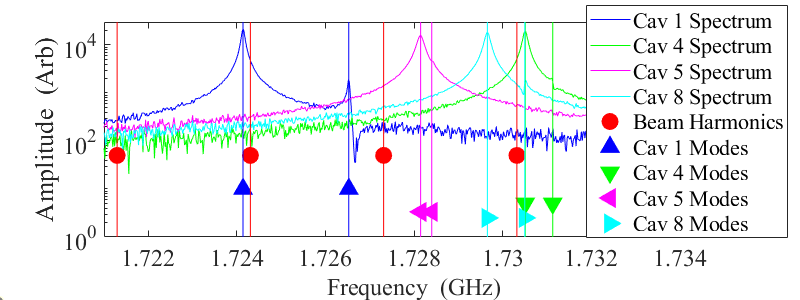 Amplitude (Arb)
10^4
10^2
10^0
1.722
1.724
1.726
1.728
1.73
1.732
1.734
Frequency (GHz)
Cav 1 Spectrum
Cav 4 Spectrum
Cav 5 Spectrum
Cav 8 Spectrum
Beam Harmonics
Cav 1 Modes
Cav 4 Modes
Cav 5 Modes
Cav 8 Modes